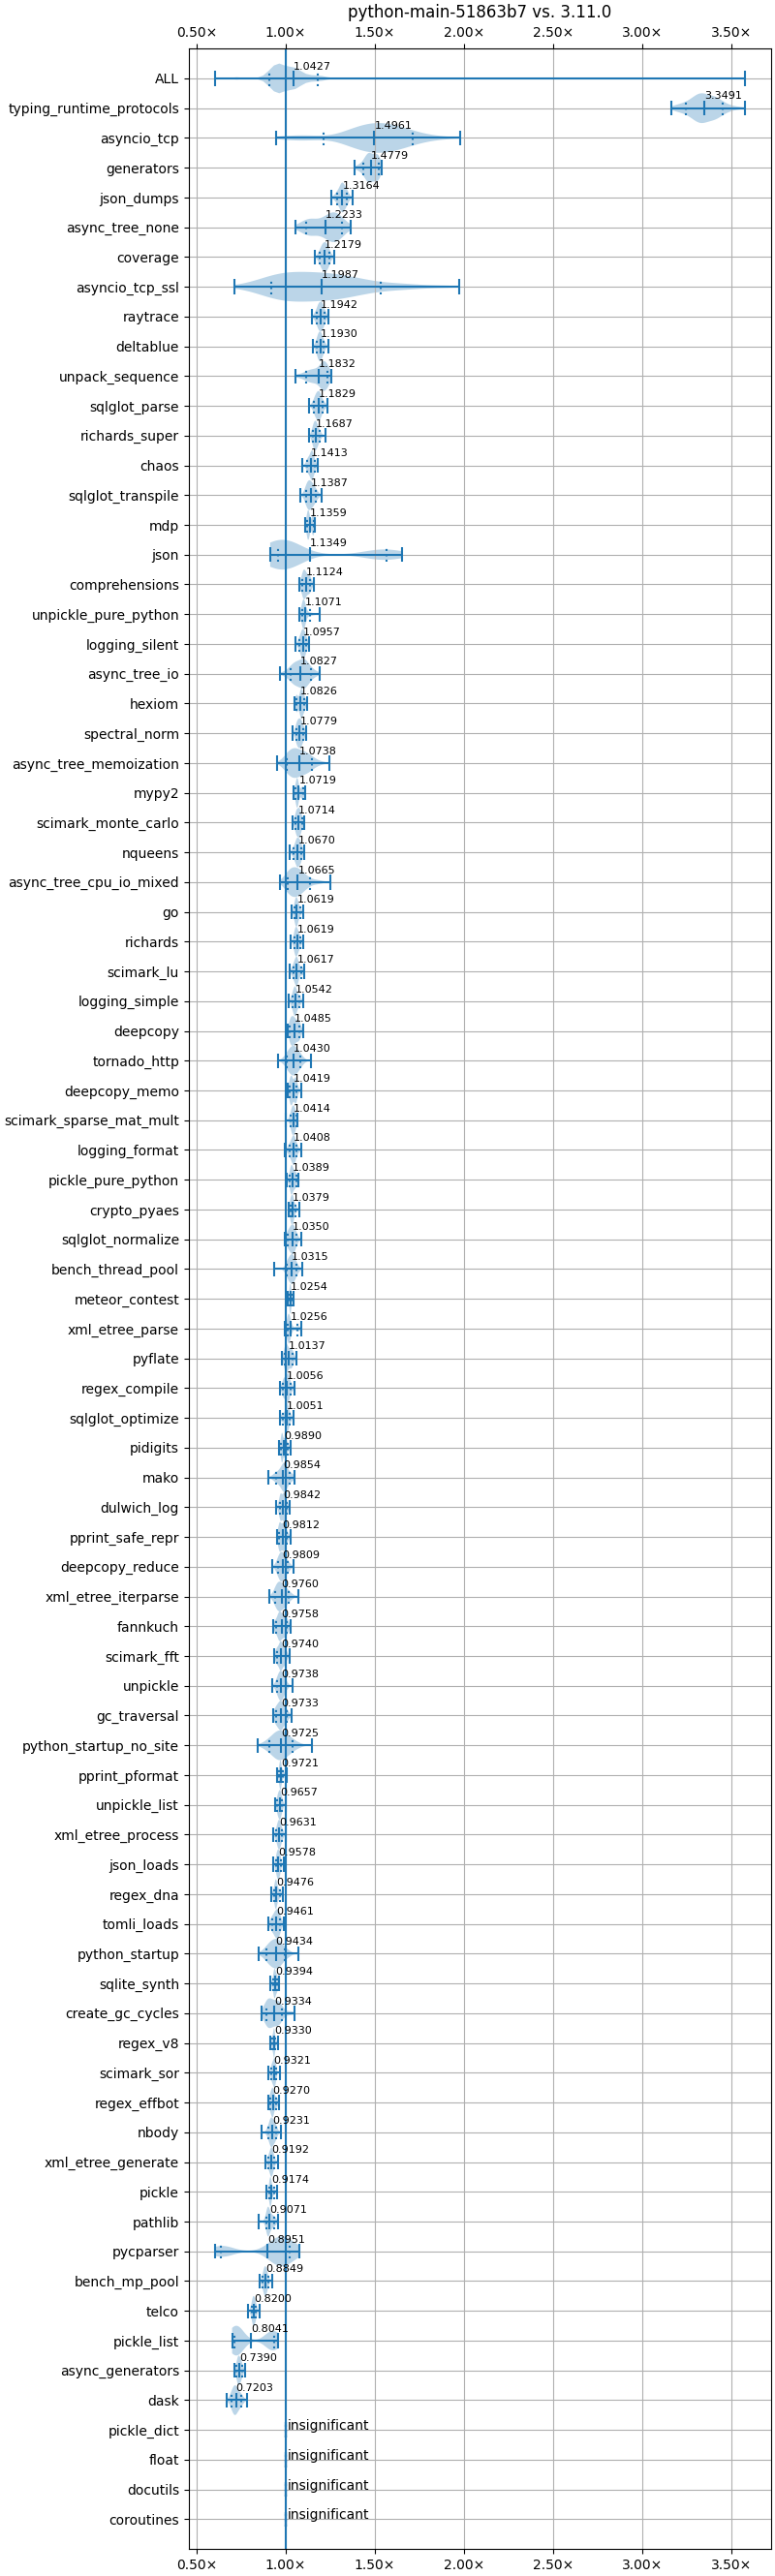 python-main-51863b7 vs. 3.11.0
0.50× 1.00× 1.50× 2.00× 2.50× 3.00× 3.50×
ALL 1.0427
typing_runtime_protocols 3.3491
asyncio_tcp 1.4961
generators 1.4779
json_dumps 1.3164
async_tree_none 1.2233
coverage 1.2179
asyncio_tcp_ssl 1.1987
raytrace 1.1942
deltablue 1.1930
unpack_sequence 1.1832
sqlglot_parse 1.1829
richards_super 1.1687
chaos 1.1413
sqlglot_transpile 1.1387
mdp 1.1359
json 1.1349
comprehensions 1.1124
unpickle_pure_python 1.1071
logging_silent 1.0957
async_tree_io 1.0827
hexiom 1.0826
spectral_norm 1.0779
async_tree_memoization 1.0738
mypy2 1.0719
scimark_monte_carlo 1.0714
nqueens 1.0670
async_tree_cpu_io_mixed 1.0665
go 1.0619
richards 1.0619
scimark_lu 1.0617
logging_simple 1.0542
deepcopy 1.0485
tornado_http 1.0430
deepcopy_memo 1.0419
scimark_sparse_mat_mult 1.0414
logging_format 1.0408
pickle_pure_python 1.0389
crypto_pyaes 1.0379
sqlglot_normalize 1.0350
bench_thread_pool 1.0315
meteor_contest 1.0254
xml_etree_parse 1.0256
pyflate 1.0137
regex_compile 1.0056
sqlglot_optimize 1.0051
pidigits 0.9890
mako 0.9854
dulwich_log 0.9842
pprint_safe_repr 0.9812
deepcopy_reduce 0.9809
xml_etree_iterparse 0.9760
fannkuch 0.9758
scimark_fft 0.9740
unpickle 0.9738
gc_traversal 0.9733
python_startup_no_site 0.9725
pprint_pformat 0.9721
unpickle_list 0.9657
xml_etree_process 0.9631
json_loads 0.9578
regex_dna 0.9476
tomli_loads 0.9461
python_startup 0.9434
sqlite_synth 0.9394
create_gc_cycles 0.9334
regex_v8 0.9330
scimark_sor 0.9321
regex_effbot 0.9270
nbody 0.9231
xml_etree_generate 0.9192
pickle 0.9174
pathlib 0.9071
pycparser 0.8951
bench_mp_pool 0.8849
telco 0.8200
pickle_list 0.8041
async_generators 0.7390
dask 0.7203
pickle_dict insignificant
float insignificant
docutils insignificant
coroutines insignificant
0.50× 1.00× 1.50× 2.00× 2.50× 3.00× 3.50×